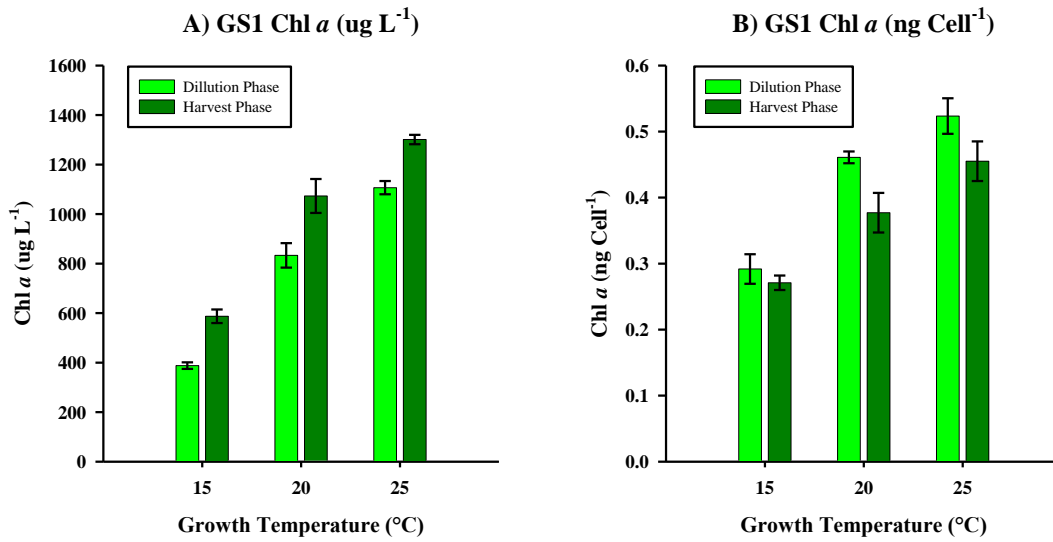 A) GS1 Chl a (ug L-1)
1600
1400
1200
1000
800
600
400
200
0
Chl a (ug L-1)
Dillution Phase
Harvest Phase
15 20 25
Growth Temperature (°C)
B) GS1 Chl a (ng Cell-1)
0.6
0.5
0.4
0.3
0.2
0.1
0.0
Chl a (ng Cell-1)
Dilution Phase
Harvest Phase
15 20 25
Growth Temperature (°C)